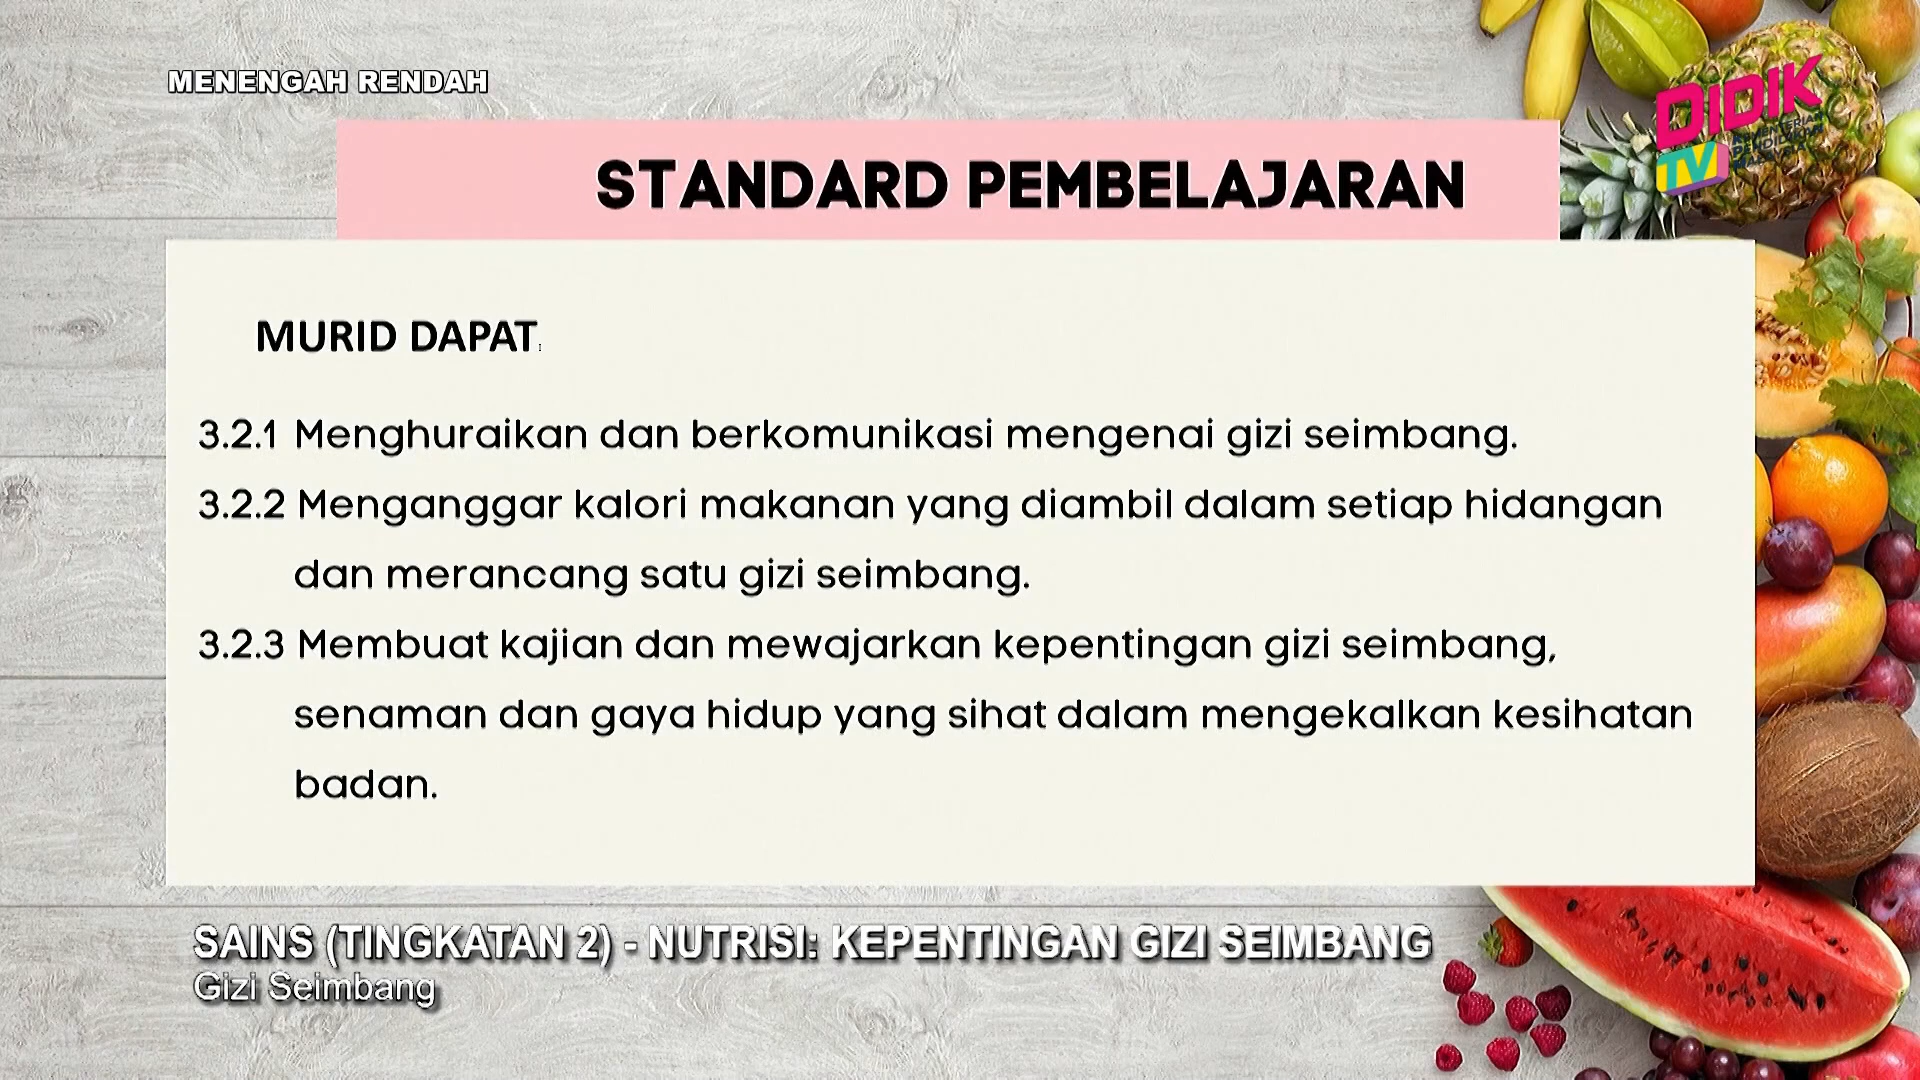 MENENGAH RENDAH
DIDIK
TV
KEMENTERIAN
PENDIDIKAN
MALAYSIA
STANDARD PEMBELAJARAN
MURID DAPAT:
3.2.1 Menghuraikan dan berkomunikasi mengenai gizi seimbang.
3.2.2 Menganggar kalori makanan yang diambil dalam setiap hidangan
dan merancang satu gizi seimbang.
3.2.3 Membuat kajian dan mewajarkan kepentingan gizi seimbang,
senaman dan gaya hidup yang sihat dalam mengekalkan kesihatan
badan.
SAINS (TINGKATAN 2) - NUTRISI: KEPENTINGAN GIZI SEIMBANG
Gizi Seimbang